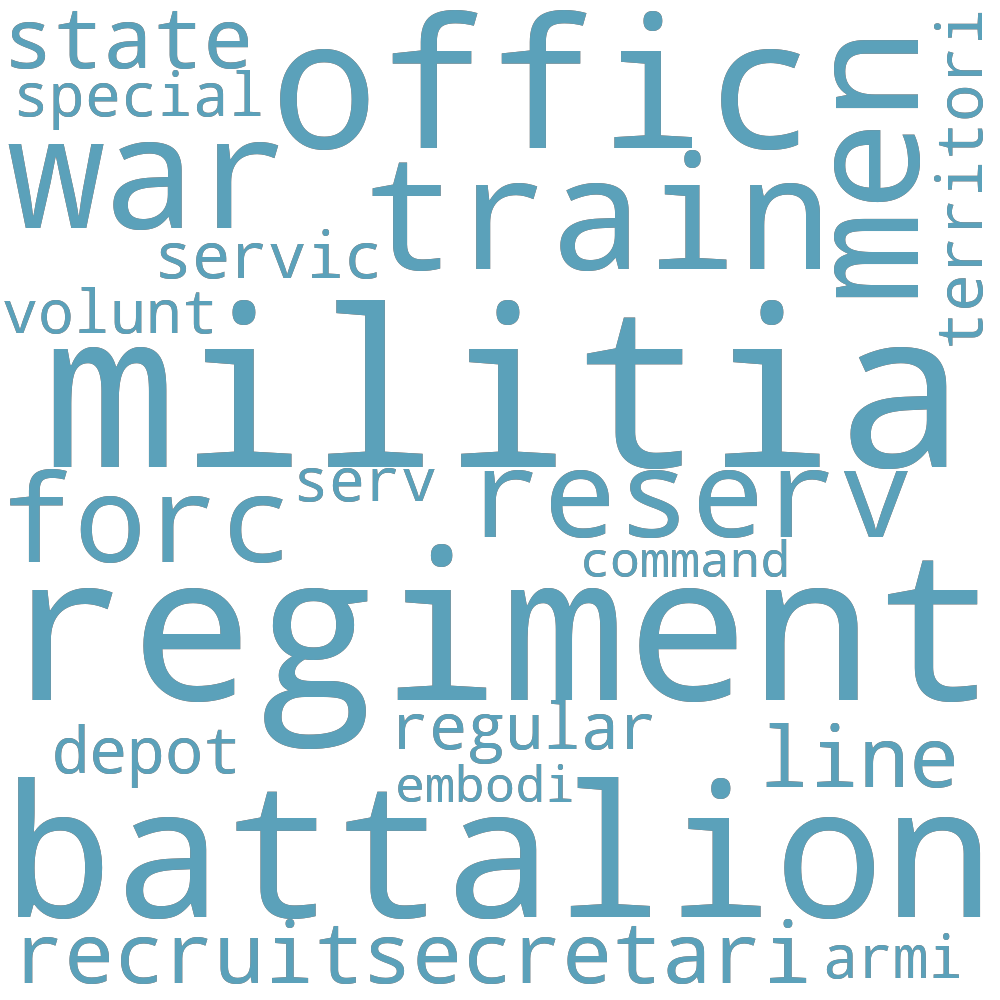 state
offic
men
territori
special
war
train
servic
volunt
militia
forc
serv
reserv
command
regiment
depot
regular
line
embodi
battalion
recruit
secretari
armi